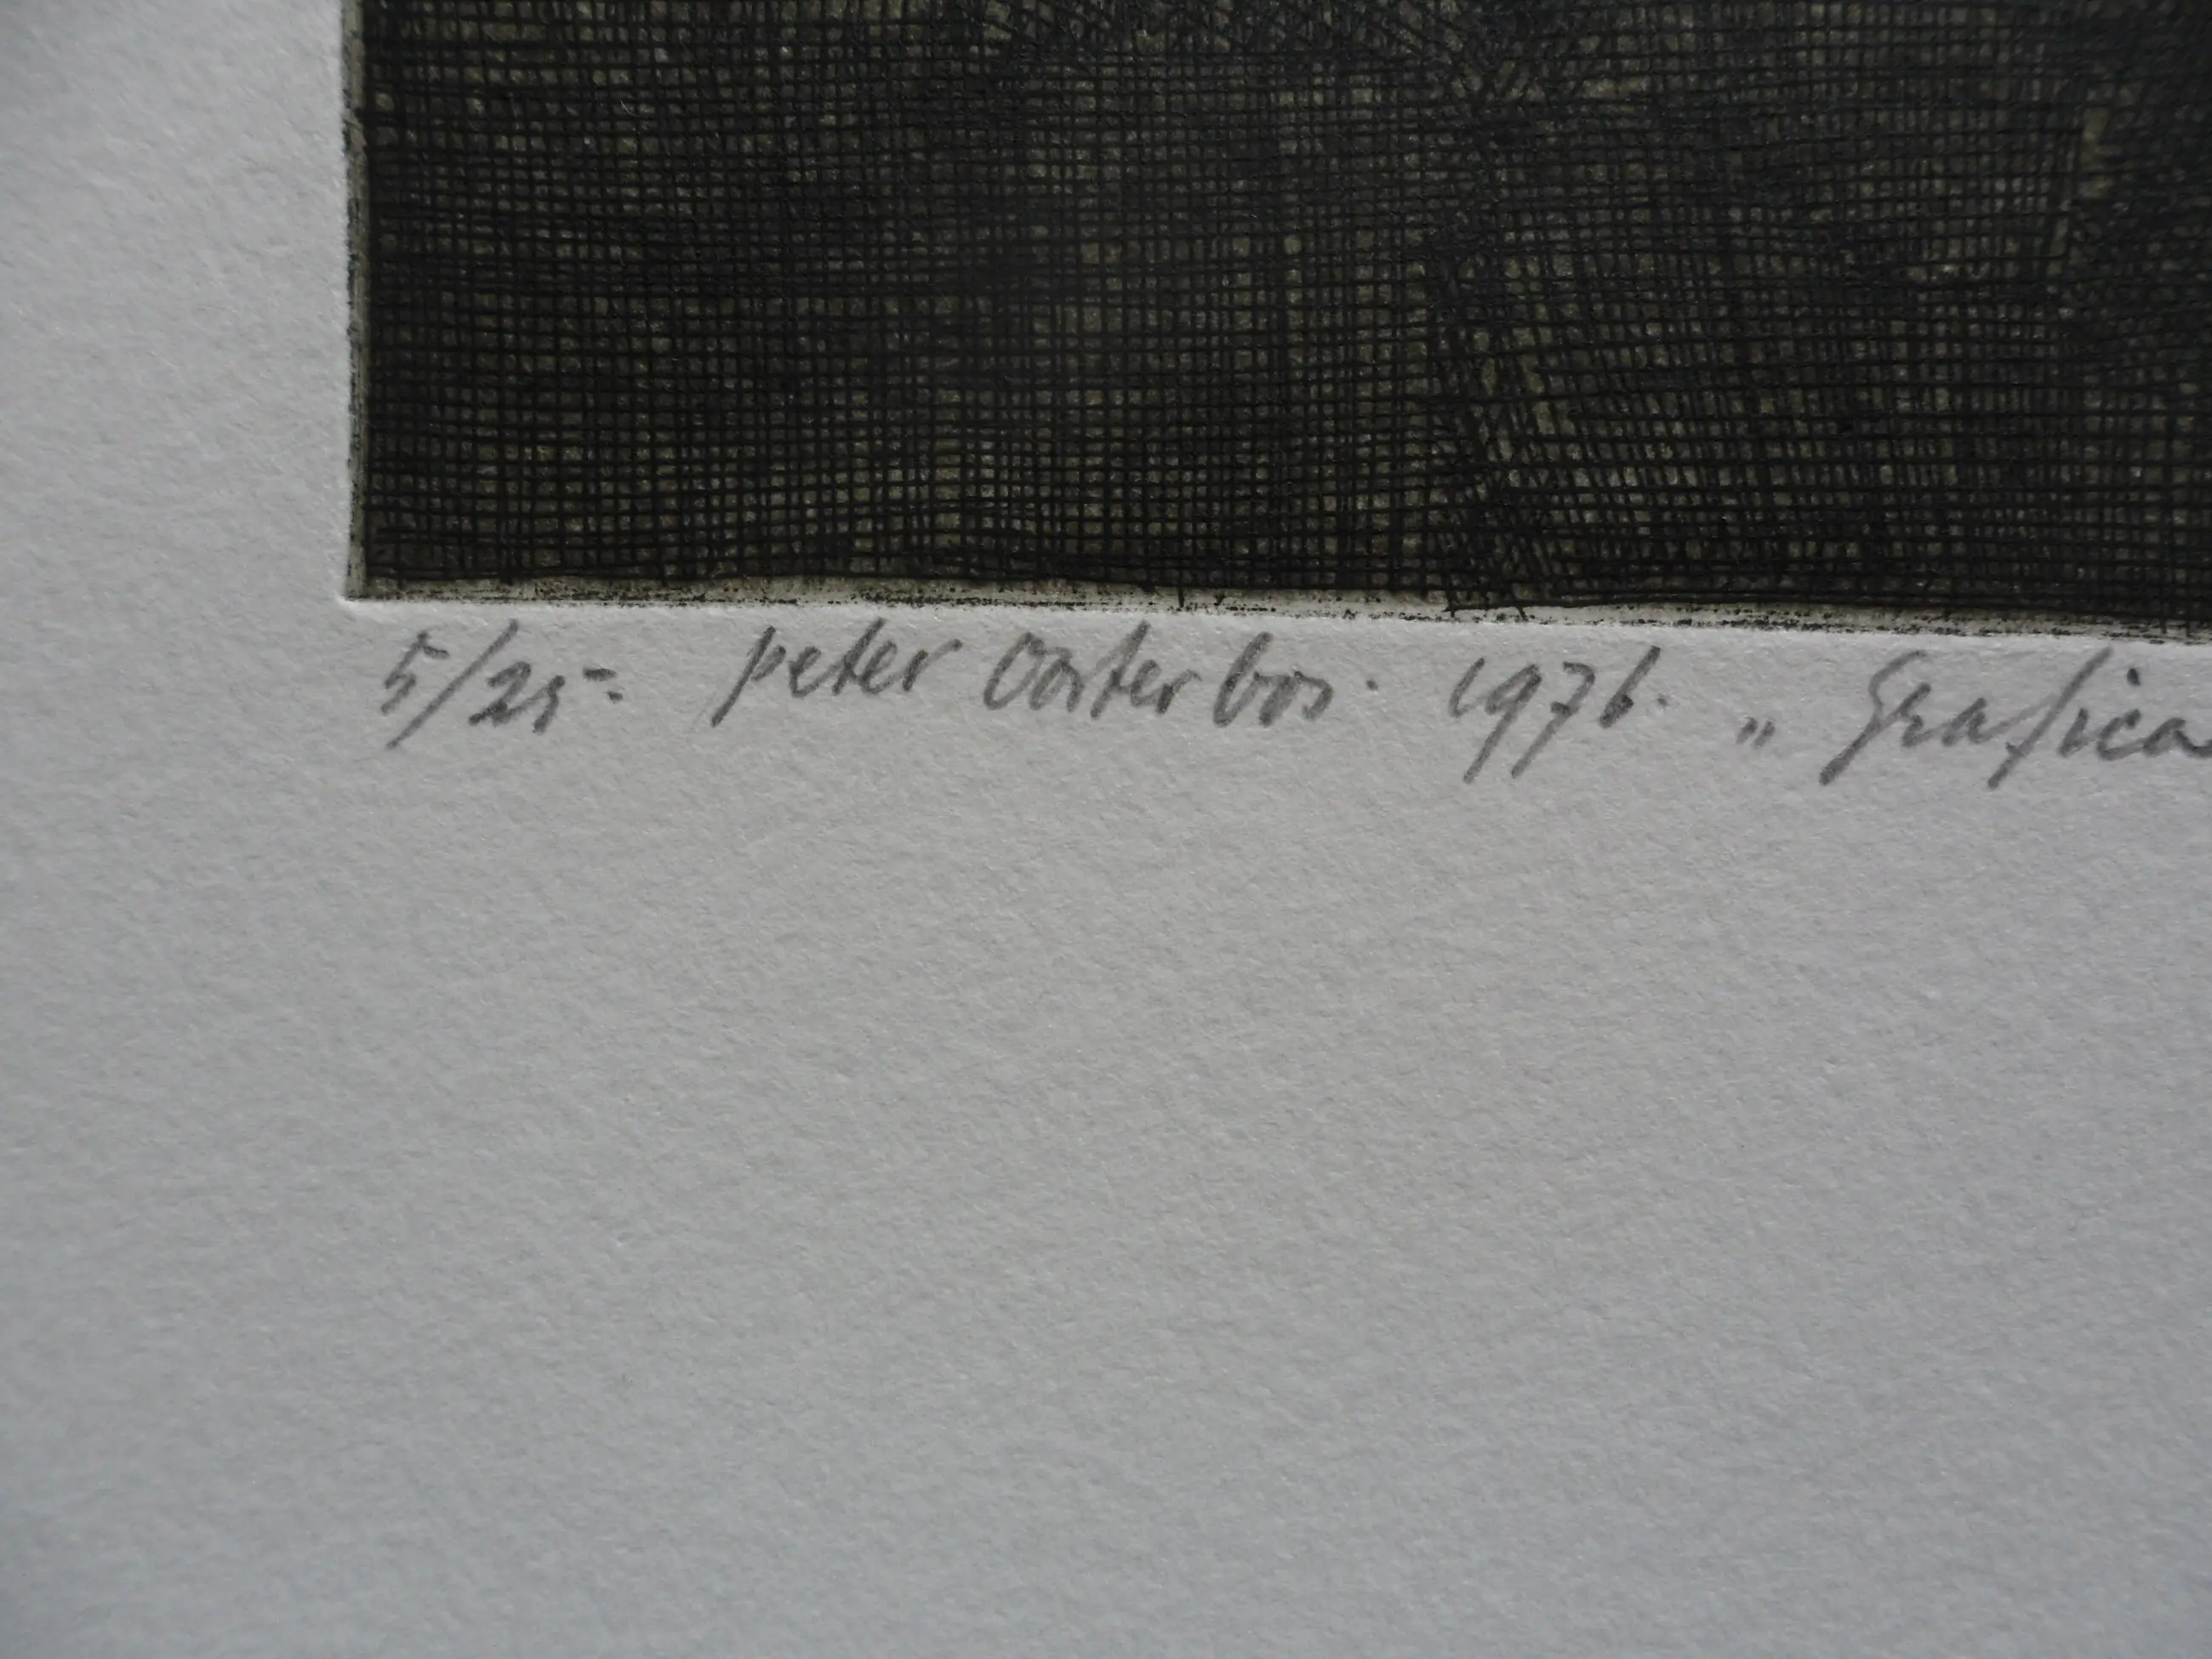 5/25- peter Oosterbos. 1976. „ Grafica